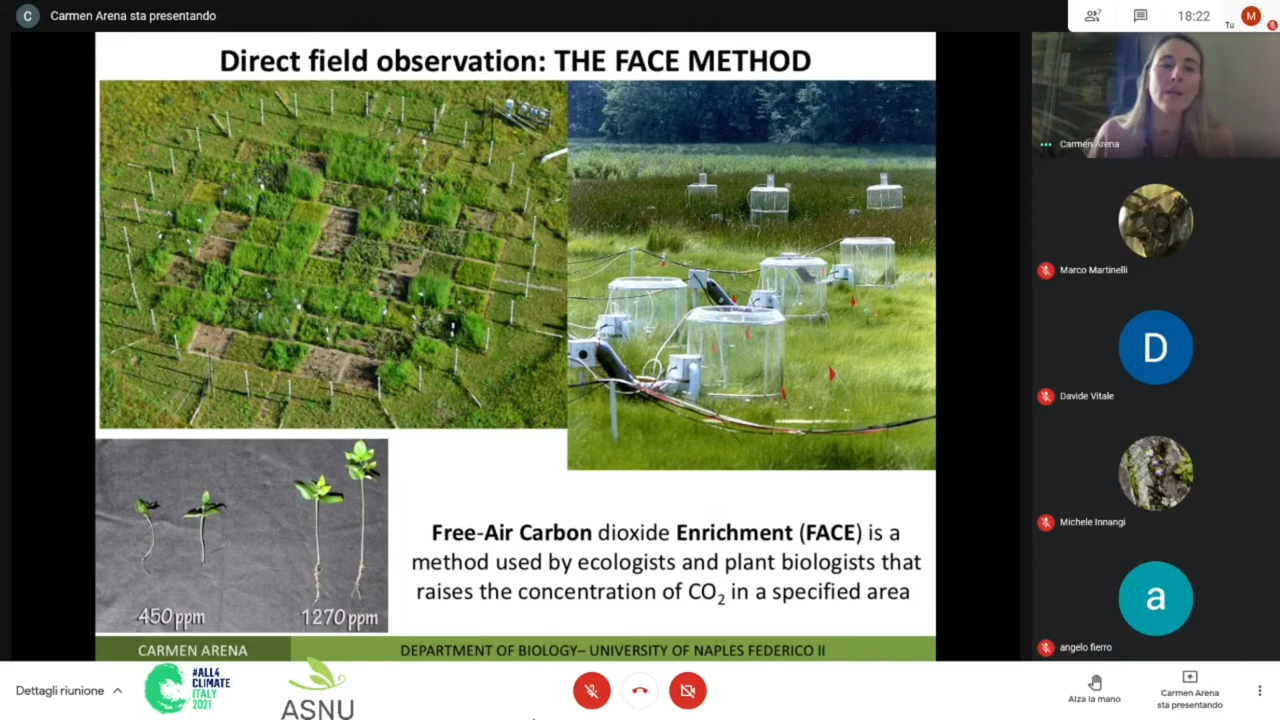 C
Carmen Arena sta presentando
7
18:22
Tu
M
Direct field observation: THE FACE METHOD
450 ppm
1270 ppm
Free-Air Carbon dioxide Enrichment (FACE) is a
method used by ecologists and plant biologists that
raises the concentration of CO₂ in a specified area
CARMEN ARENA
DEPARTMENT OF BIOLOGY– UNIVERSITY OF NAPLES FEDERICO II
Carmen Arena
Marco Martinelli
D
Davide Vitale
Michele Innangi
a
angelo fierro
Dettagli riunione
#ALL4
CLIMATE
ITALY
2021
ASNU
Alza la mano
Carmen Arena
sta presentando